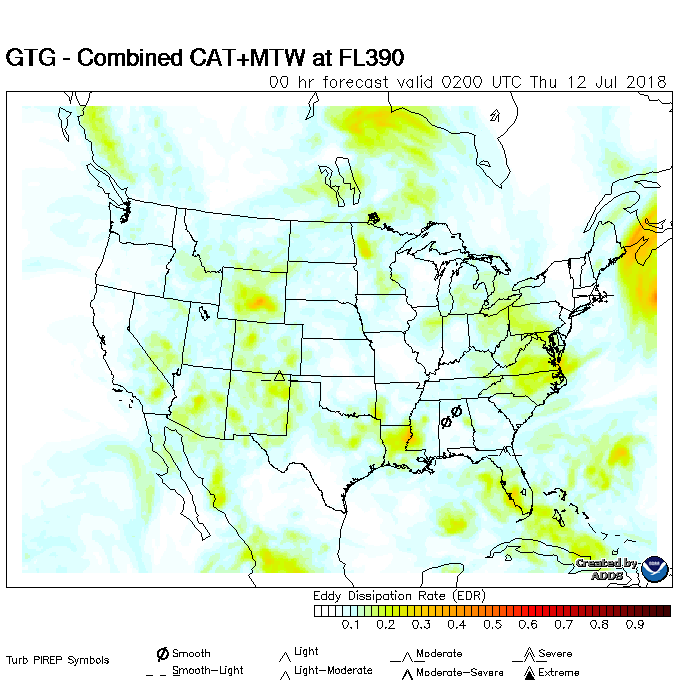 GTG - Combined CAT+MTW at FL390
00 hr forecast valid 0200 UTC Thu 12 Jul 2018
Created by
ADDS
Eddy Dissipation Rate (EDR)
0.1 0.2 0.3 0.4 0.5 0.6 0.7 0.8 0.9
Turb PIREP Symbols
Smooth Light Moderate Severe
Smooth-Light Light-Moderate Moderate-Severe Extreme